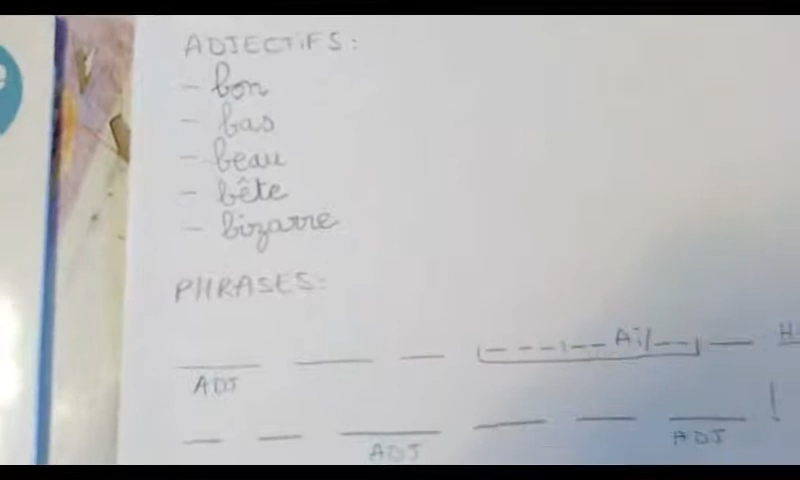 ADJECTIFS:
- bon
- bas
- beau
- bête
- bizarre
PHRASES:
ADJ
ADJ ADJ !